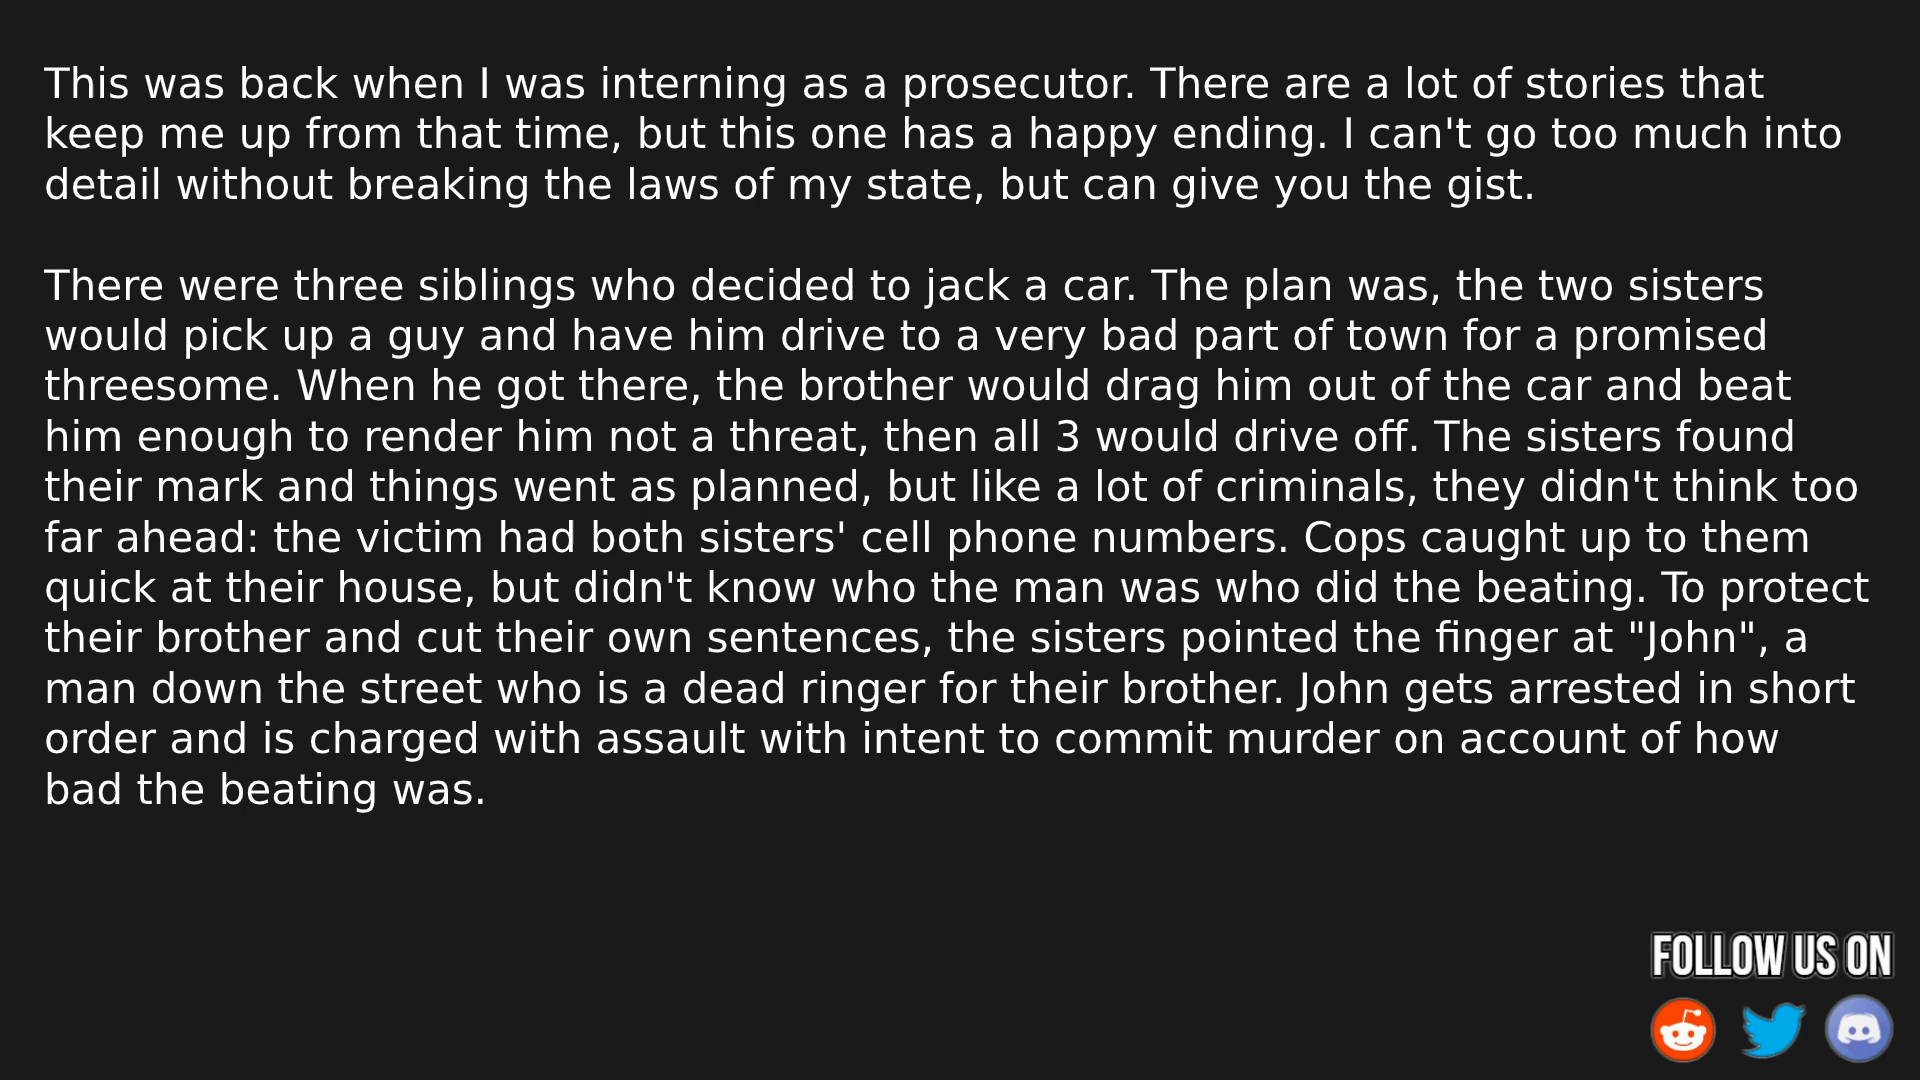 This was back when I was interning as a prosecutor. There are a lot of stories that
keep me up from that time, but this one has a happy ending. I can't go too much into
detail without breaking the laws of my state, but can give you the gist.
There were three siblings who decided to jack a car. The plan was, the two sisters
would pick up a guy and have him drive to a very bad part of town for a promised
threesome. When he got there, the brother would drag him out of the car and beat
him enough to render him not a threat, then all 3 would drive off. The sisters found
their mark and things went as planned, but like a lot of criminals, they didn't think too
far ahead: the victim had both sisters' cell phone numbers. Cops caught up to them
quick at their house, but didn't know who the man was who did the beating. To protect
their brother and cut their own sentences, the sisters pointed the finger at "John", a
man down the street who is a dead ringer for their brother. John gets arrested in short
order and is charged with assault with intent to commit murder on account of how
bad the beating was.
FOLLOW US ON